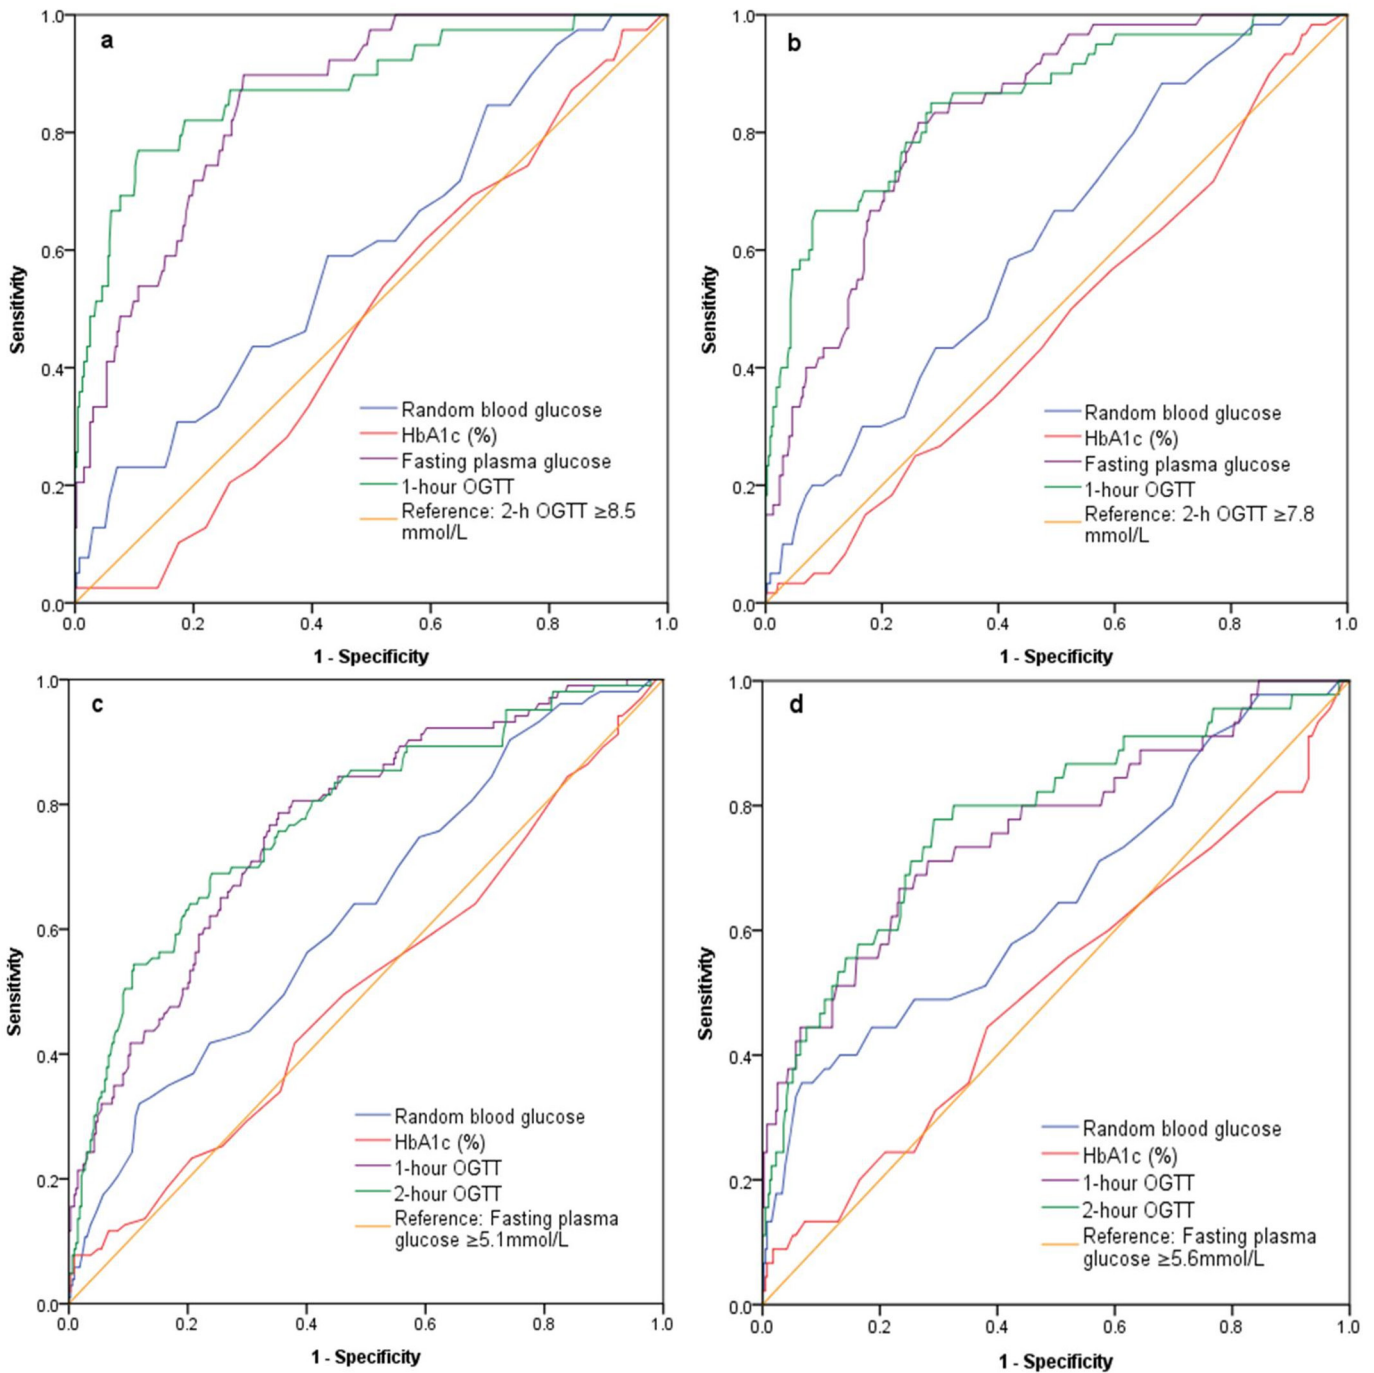 a
1.0
0.8
0.6
0.4
0.2
0.0
Sensitivity
Random blood glucose
HbA1c (%)
Fasting plasma glucose
1-hour OGTT
Reference: 2-h OGTT ≥8.5
mmol/L
0.0 0.2 0.4 0.6 0.8 1.0
1 - Specificity
b
1.0
0.8
0.6
0.4
0.2
0.0
Sensitivity
Random blood glucose
HbA1c (%)
Fasting plasma glucose
1-hour OGTT
Reference: 2-h OGTT ≥7.8
mmol/L
0.0 0.2 0.4 0.6 0.8 1.0
1 - Specificity
c
1.0
0.8
0.6
0.4
0.2
0.0
Sensitivity
Random blood glucose
HbA1c (%)
1-hour OGTT
2-hour OGTT
Reference: Fasting plasma
glucose ≥5.1mmol/L
0.0 0.2 0.4 0.6 0.8 1.0
1 - Specificity
d
1.0
0.8
0.6
0.4
0.2
0.0
Sensitivity
Random blood glucose
HbA1c (%)
1-hour OGTT
2-hour OGTT
Reference: Fasting plasma
glucose ≥5.6mmol/L
0.0 0.2 0.4 0.6 0.8 1.0
1 - Specificity